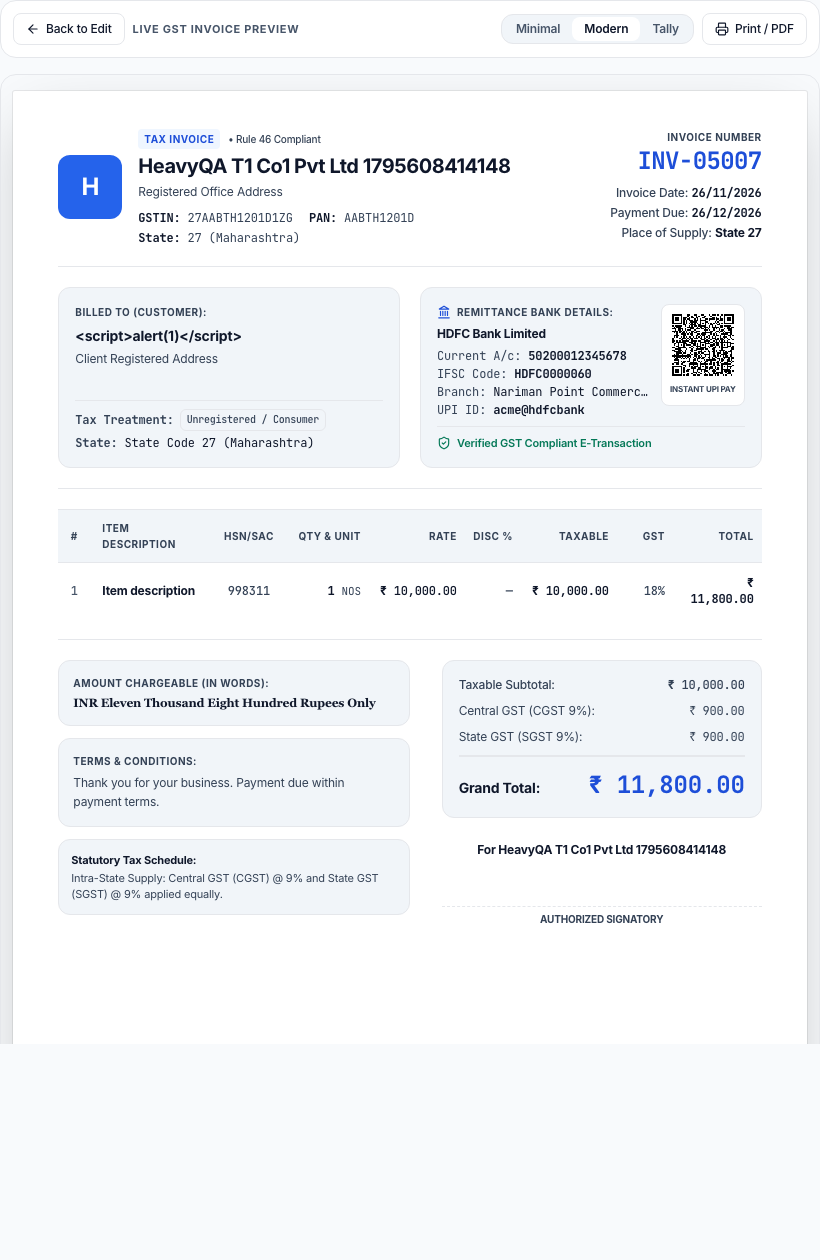 Back to Edit
LIVE GST INVOICE PREVIEW
Minimal
Modern
Tally
Print / PDF
TAX INVOICE • Rule 46 Compliant
H
HeavyQA T1 Co1 Pvt Ltd 1795608414148
Registered Office Address
GSTIN: 27AABTH1201D1ZG PAN: AABTH1201D
State: 27 (Maharashtra)
INVOICE NUMBER
INV-05007
Invoice Date: 26/11/2026
Payment Due: 26/12/2026
Place of Supply: State 27
BILLED TO (CUSTOMER):
<script>alert(1)</script>
Client Registered Address
Tax Treatment: Unregistered / Consumer
State: State Code 27 (Maharashtra)
REMITTANCE BANK DETAILS:
HDFC Bank Limited
Current A/c: 50200012345678
IFSC Code: HDFC0000060
Branch: Nariman Point Commerc…
UPI ID: acme@hdfcbank
INSTANT UPI PAY
Verified GST Compliant E-Transaction
# ITEM DESCRIPTION HSN/SAC QTY & UNIT RATE DISC % TAXABLE GST TOTAL
1 Item description 998311 1 NOS ₹ 10,000.00 — ₹ 10,000.00 18% ₹ 11,800.00
AMOUNT CHARGEABLE (IN WORDS):
INR Eleven Thousand Eight Hundred Rupees Only
TERMS & CONDITIONS:
Thank you for your business. Payment due within
payment terms.
Statutory Tax Schedule:
Intra-State Supply: Central GST (CGST) @ 9% and State GST
(SGST) @ 9% applied equally.
Taxable Subtotal: ₹ 10,000.00
Central GST (CGST 9%): ₹ 900.00
State GST (SGST 9%): ₹ 900.00
Grand Total: ₹ 11,800.00
For HeavyQA T1 Co1 Pvt Ltd 1795608414148
AUTHORIZED SIGNATORY